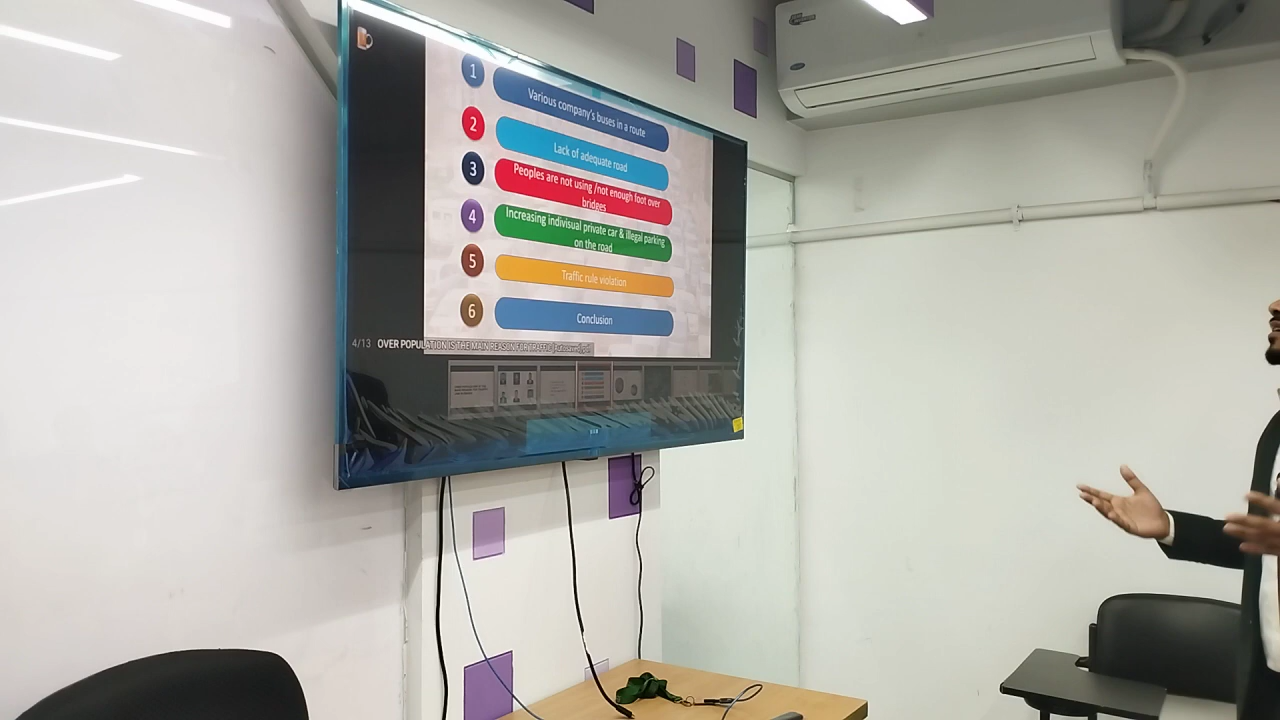 1
Various company's buses in a route
2
Lack of adequate road
3
Peoples are not using /not enough foot over
bridges
4
Increasing indivisual private car & illegal parking
on the road
5
Traffic rule violation
6
Conclusion
4/13 OVER POPULATION IS THE MAIN REASON FOR TRAFFIC